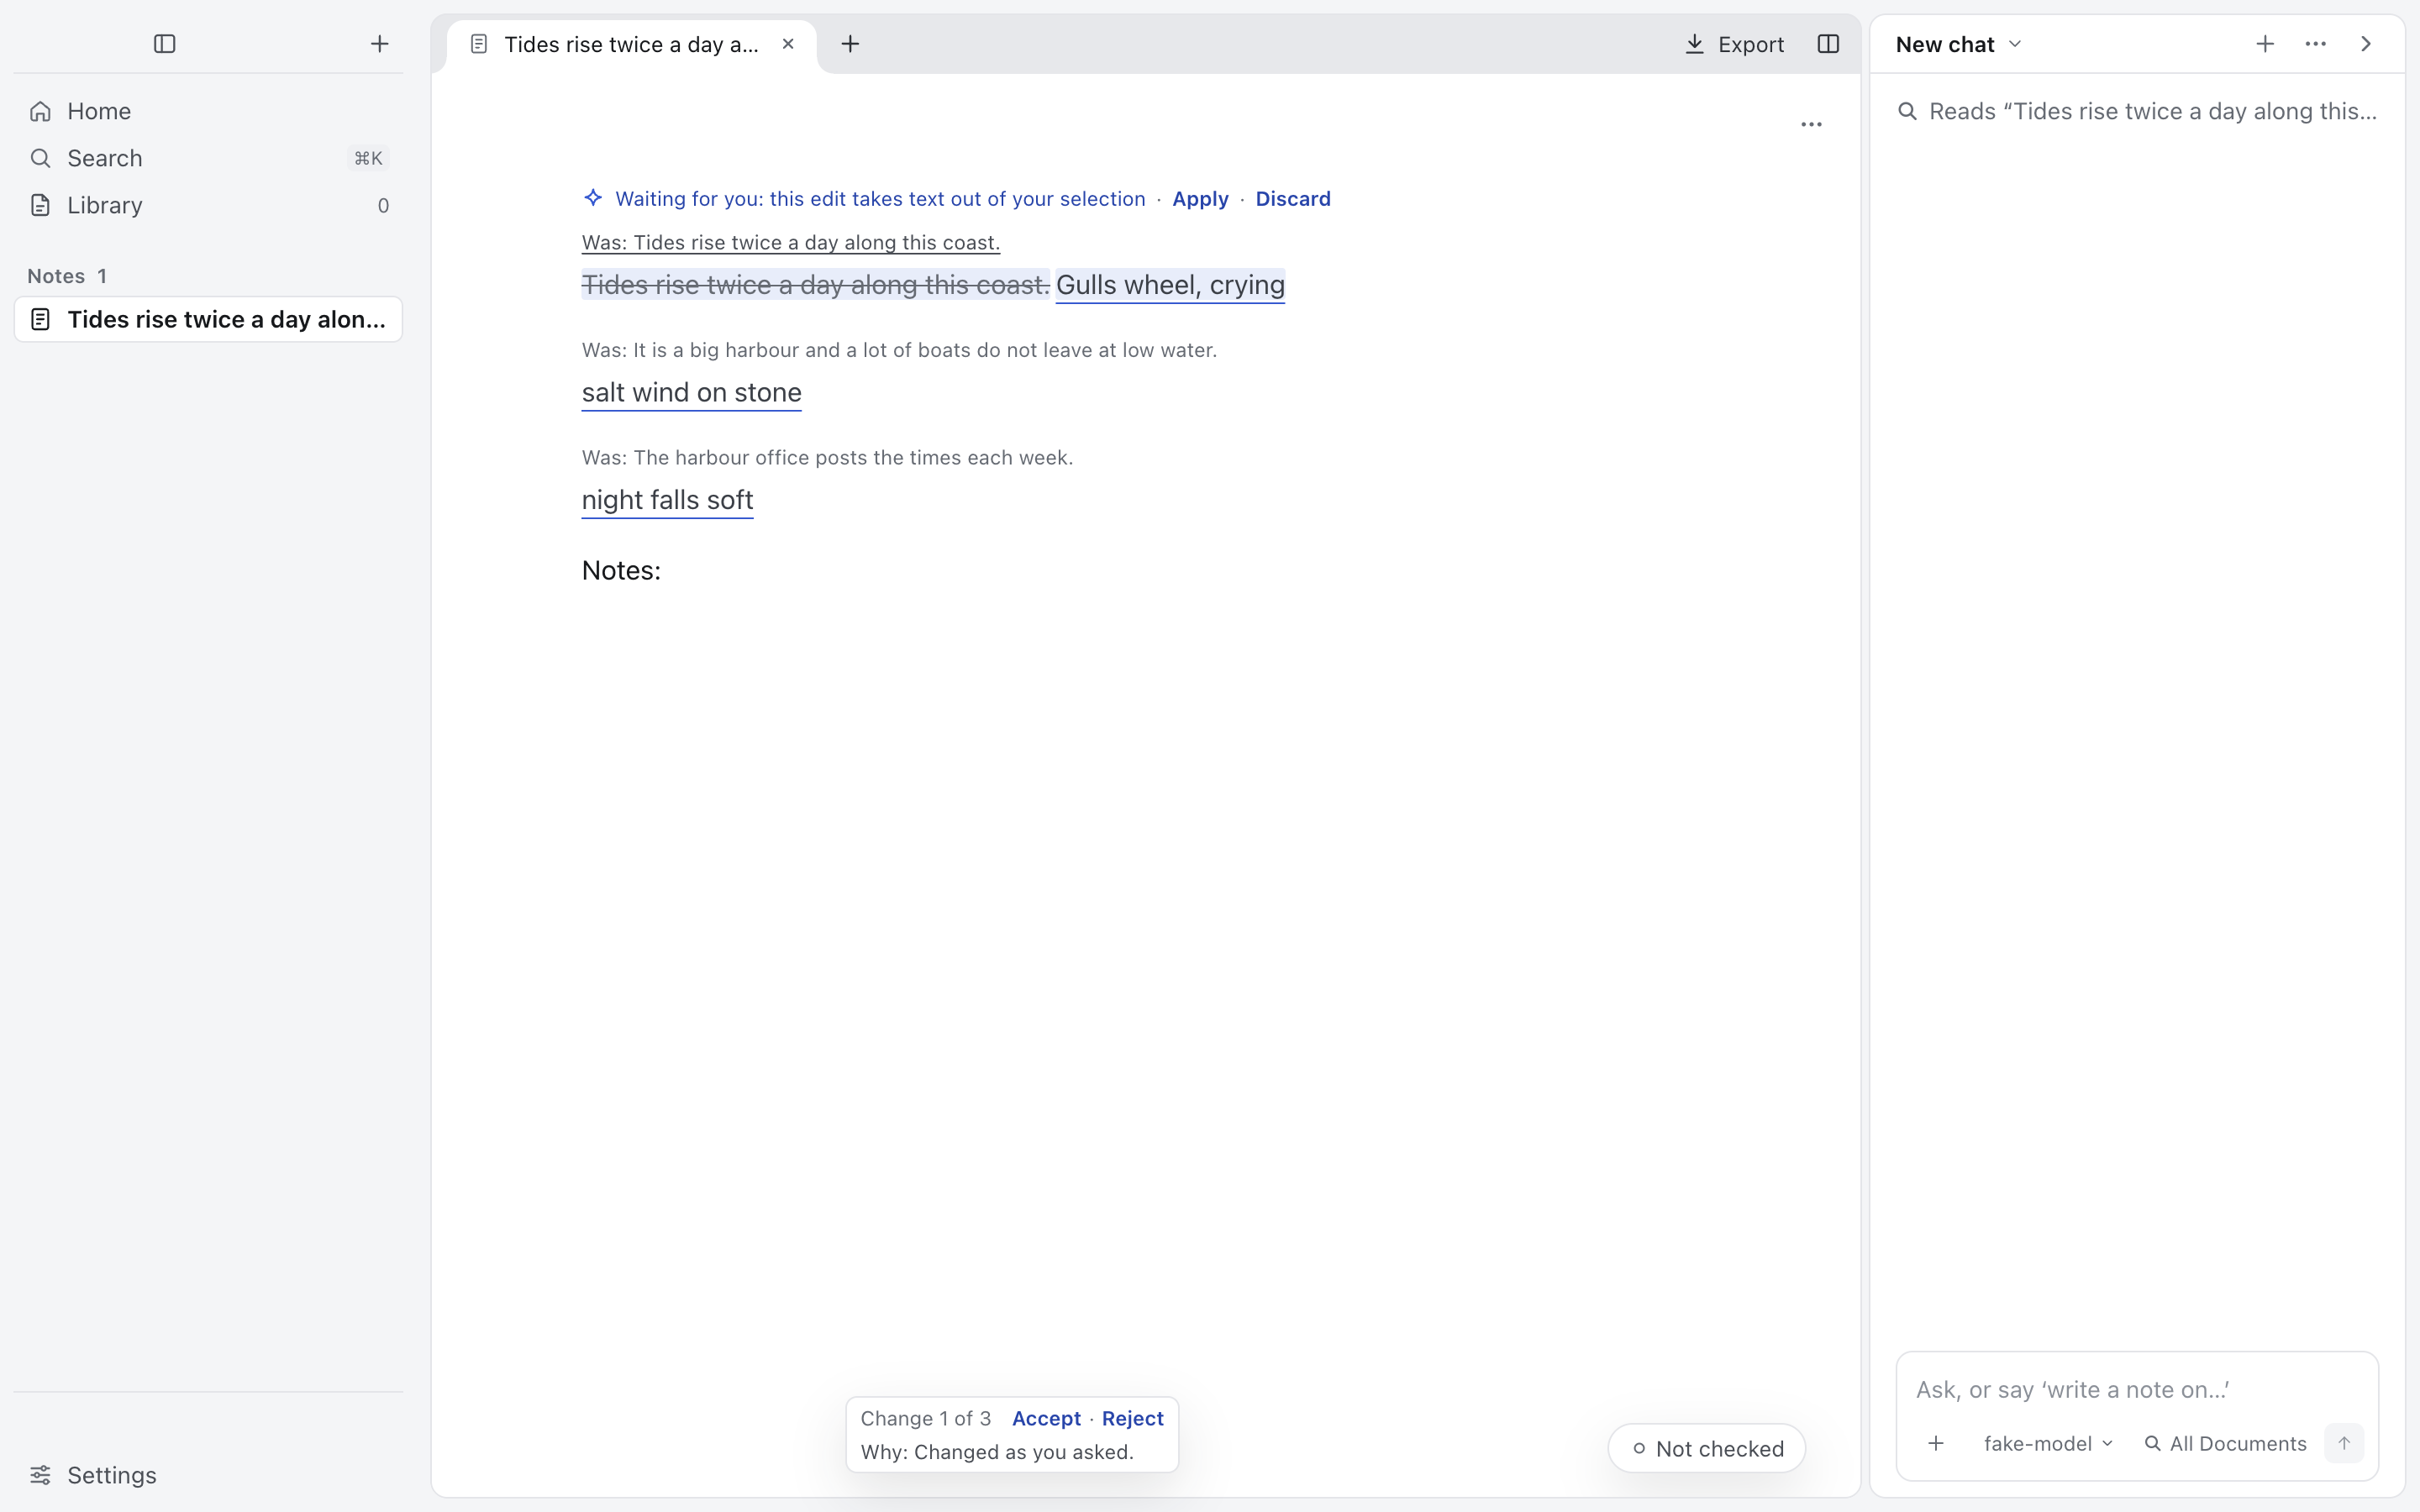 Home
Search ⌘K
Library 0
Notes 1
Tides rise twice a day alon...
Settings
Tides rise twice a day a...
Export
Waiting for you: this edit takes text out of your selection · Apply · Discard
Was: Tides rise twice a day along this coast.
Tides rise twice a day along this coast. Gulls wheel, crying
Was: It is a big harbour and a lot of boats do not leave at low water.
salt wind on stone
Was: The harbour office posts the times each week.
night falls soft
Notes:
Change 1 of 3 Accept · Reject
Why: Changed as you asked.
Not checked
New chat
Reads “Tides rise twice a day along this...
Ask, or say ‘write a note on...’
fake-model All Documents